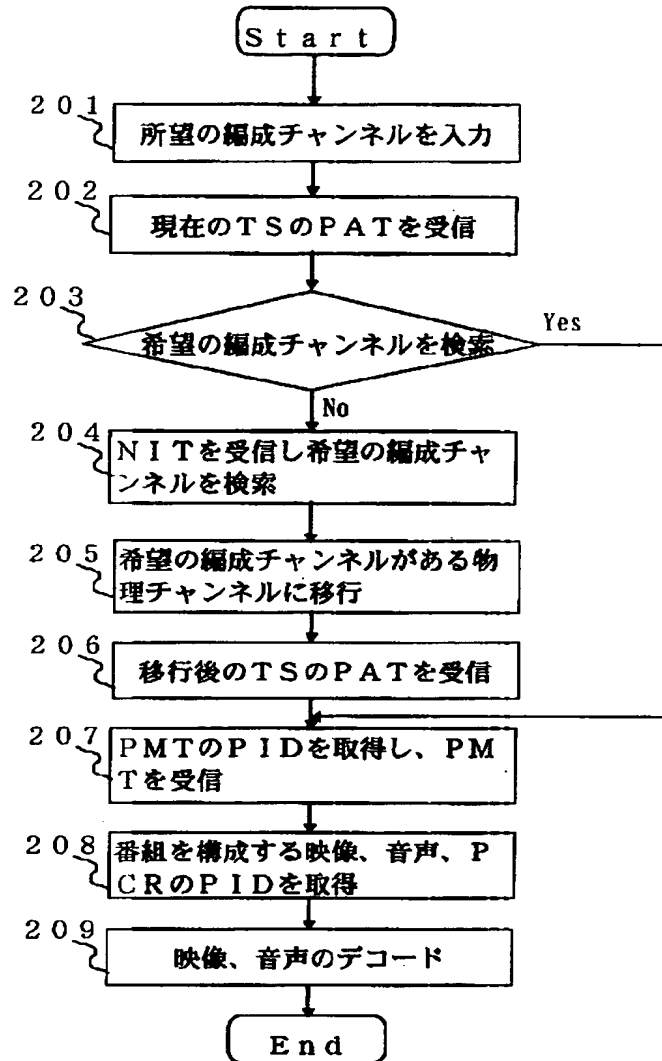 Start
201
所望の編成チャンネルを入力
202
現在のTSのPATを受信
203
希望の編成チャンネルを検索
Yes
No
204
NITを受信し希望の編成チャ
ンネルを検索
205
希望の編成チャンネルがある物
理チャンネルに移行
206
移行後のTSのPATを受信
207
PMTのPIDを取得し、PM
Tを受信
208
番組を構成する映像、音声、P
CRのPIDを取得
209
映像、音声のデコード
End